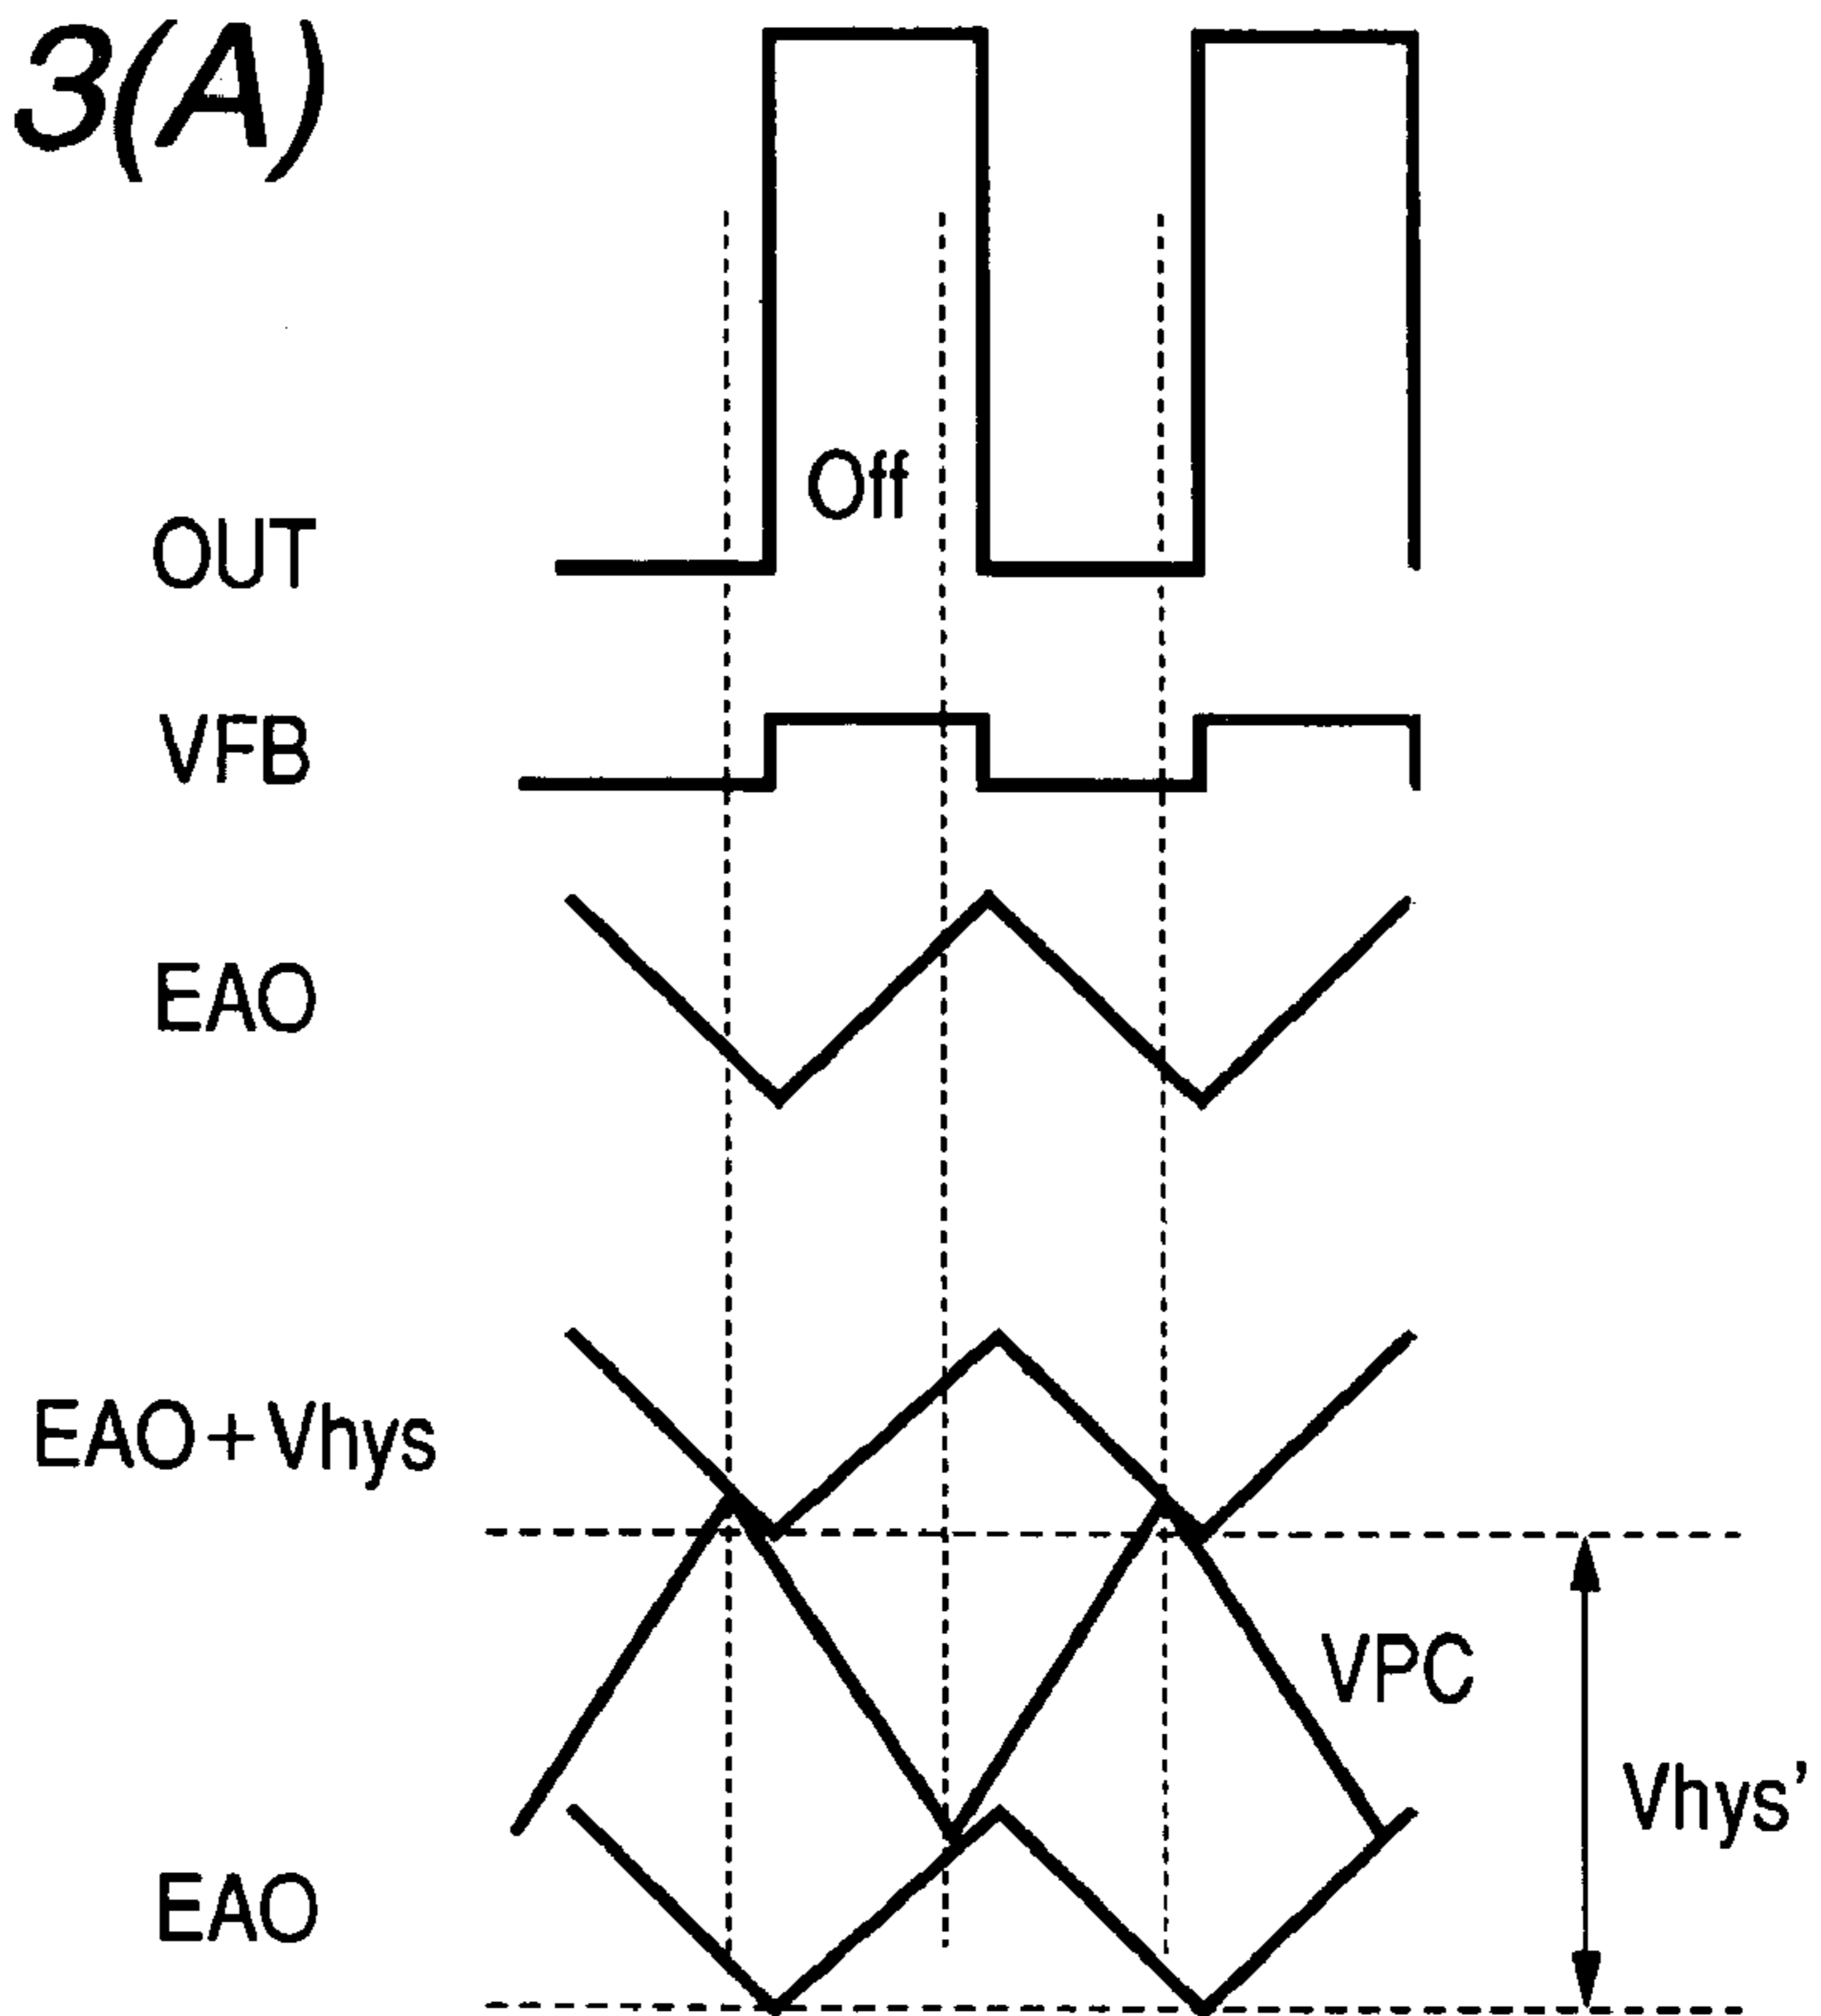 3(A)
Off
OUT
VFB
EAO
EAO+Vhys
VPC
Vhys’
EAO